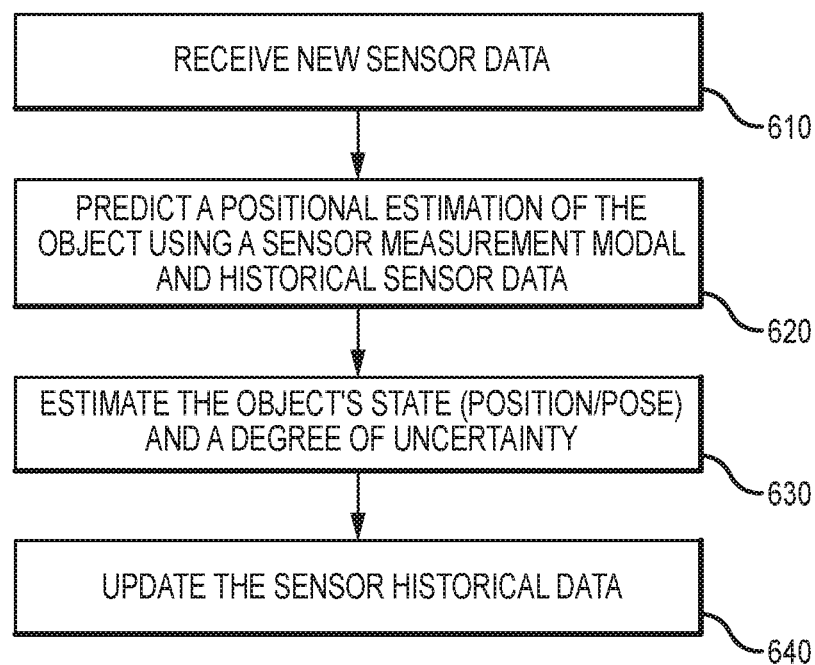 RECEIVE NEW SENSOR DATA
610
PREDICT A POSITIONAL ESTIMATION OF THE
OBJECT USING A SENSOR MEASUREMENT MODAL
AND HISTORICAL SENSOR DATA
620
ESTIMATE THE OBJECT'S STATE (POSITION/POSE)
AND A DEGREE OF UNCERTAINTY
630
UPDATE THE SENSOR HISTORICAL DATA
640